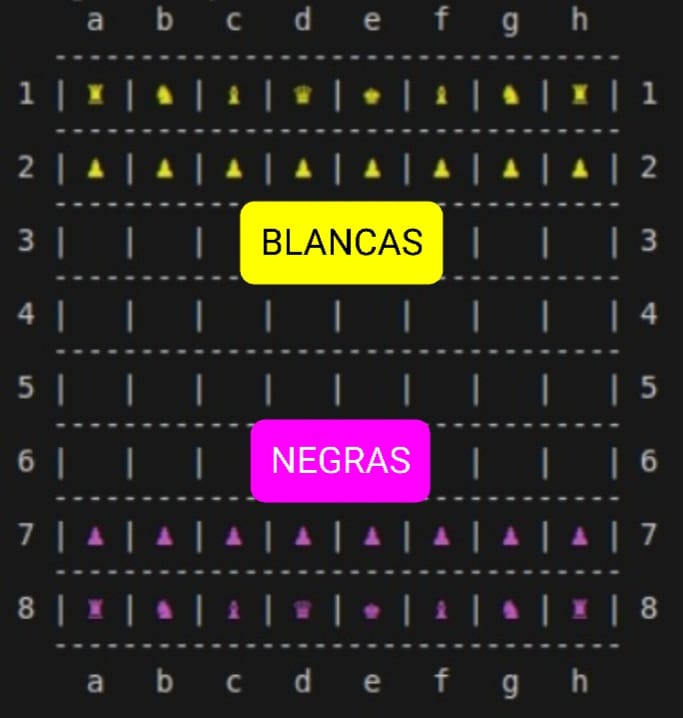 a b c d e f g h
1 | ♜ | ♞ | ♝ | ♛ | ♚ | ♝ | ♞ | ♜ | 1
2 | ♟ | ♟ | ♟ | ♟ | ♟ | ♟ | ♟ | ♟ | 2
3 | | | BLANCAS | | | 3
4 | | | | | | | | | 4
5 | | | | | | | | | 5
6 | | | NEGRAS | | | 6
7 | ♟ | ♟ | ♟ | ♟ | ♟ | ♟ | ♟ | ♟ | 7
8 | ♜ | ♞ | ♝ | ♛ | ♚ | ♝ | ♞ | ♜ | 8
a b c d e f g h